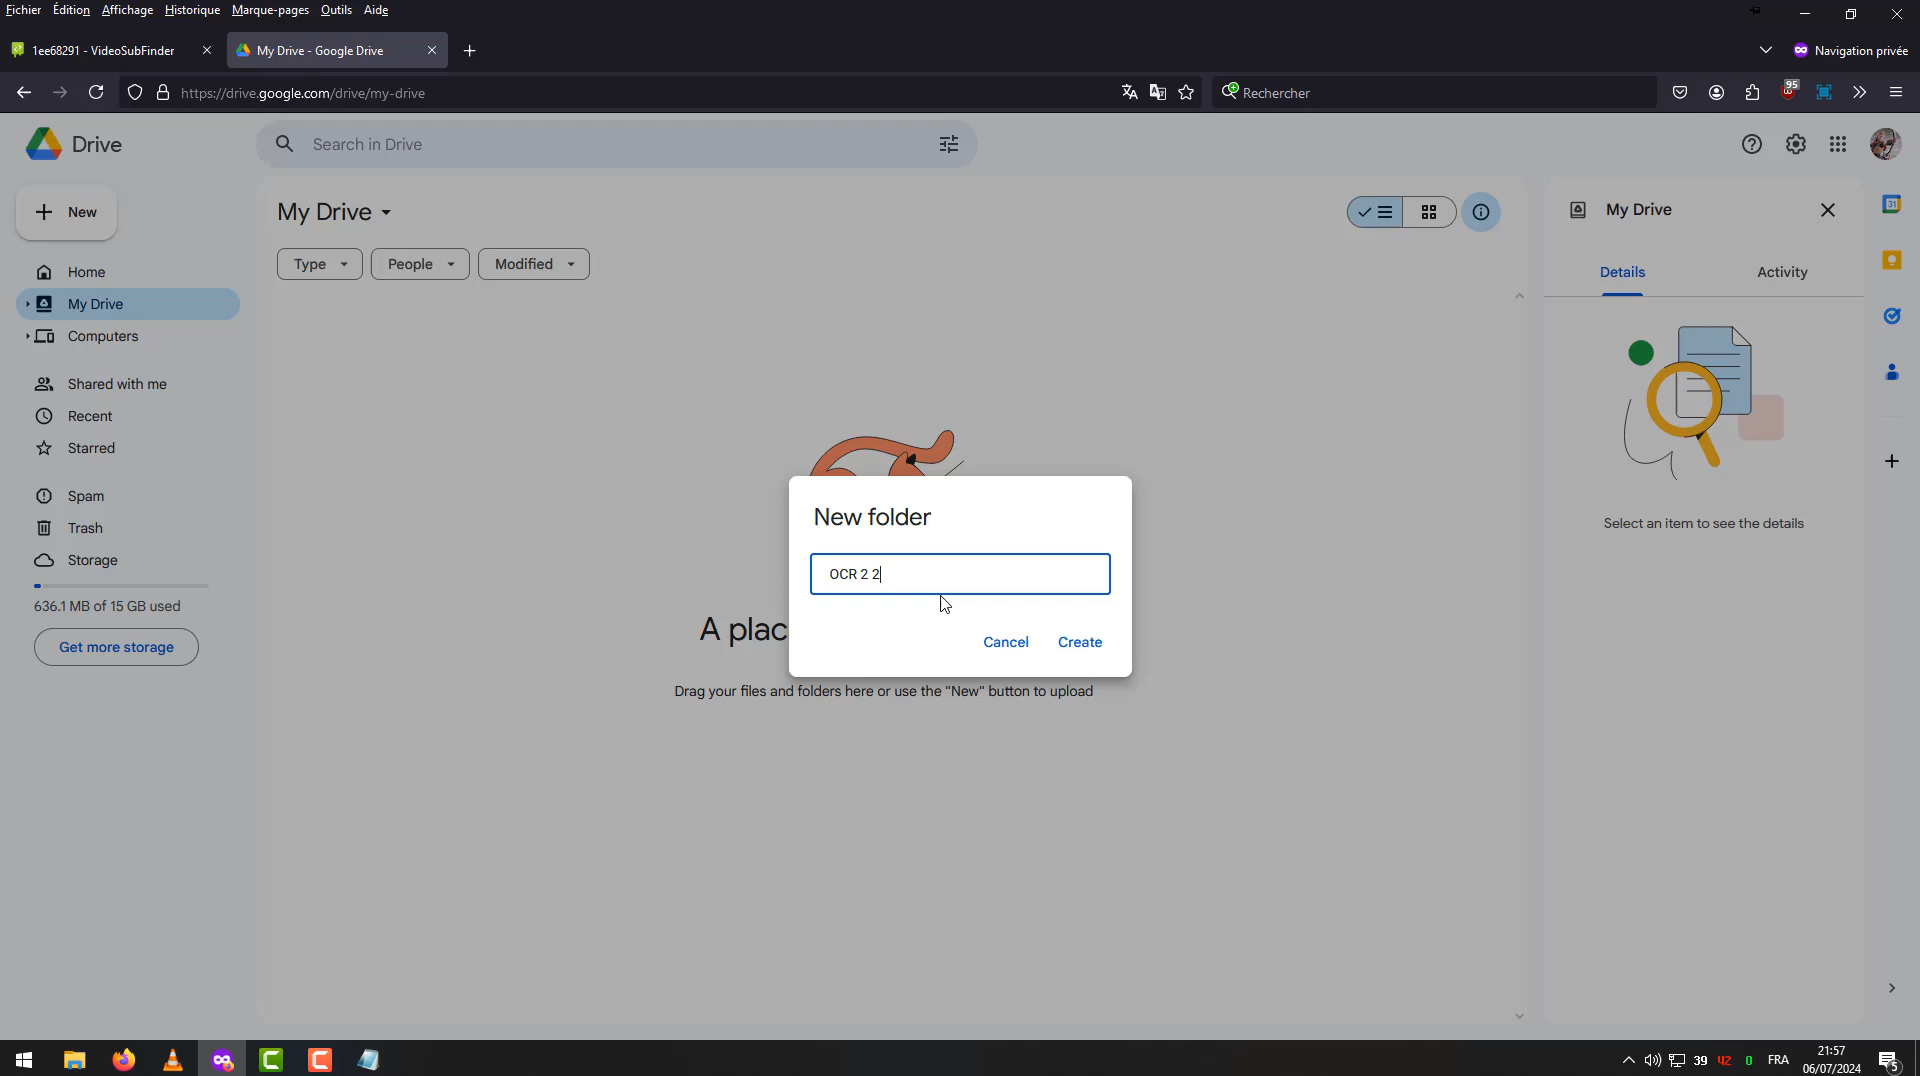 Fichier Édition Affichage Historique Marque-pages Outils Aide
1ee68291 - VideoSubFinder
My Drive - Google Drive
Navigation privée
https://drive.google.com/drive/my-drive
Rechercher
95
Drive
Search in Drive
New
My Drive
My Drive
Type
People
Modified
Home
My Drive
Computers
Shared with me
Recent
Starred
Spam
Trash
Storage
636.1 MB of 15 GB used
Get more storage
Details
Activity
31
Select an item to see the details
New folder
OCR 2 2
Cancel
Create
A plac
Drag your files and folders here or use the "New" button to upload
39
42
0
FRA
21:57
06/07/2024
5